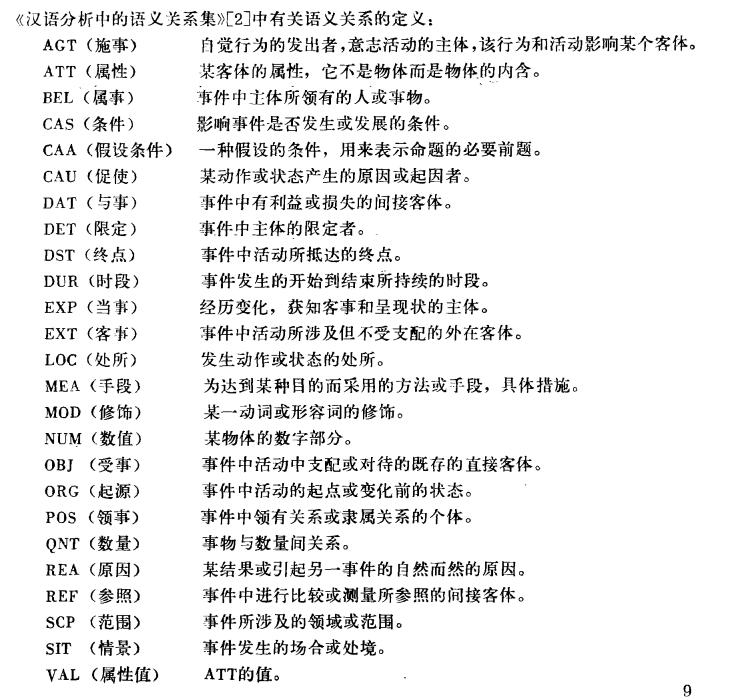 《汉语分析中的语义关系集》[2]中有关语义关系的定义:
AGT(施事) 自觉行为的发出者,意志活动的主体,该行为和活动影响某个客体。
ATT(属性) 某客体的属性,它不是物体而是物体的内含。
BEL(属事) 事件中主体所领有的人或事物。
CAS(条件) 影响事件是否发生或发展的条件。
CAA(假设条件) 一种假设的条件,用来表示命题的必要前题。
CAU(促使) 某动作或状态产生的原因或起因者。
DAT(与事) 事件中有利益或损失的间接客体。
DET(限定) 事件中主体的限定者。
DST(终点) 事件中活动所抵达的终点。
DUR(时段) 事件发生的开始到结束所持续的时段。
EXP(当事) 经历变化,获知客事和呈现状的主体。
EXT(客事) 事件中活动所涉及但不受支配的外在客体。
LOC(处所) 发生动作或状态的处所。
MEA(手段) 为达到某种目的而采用的方法或手段,具体措施。
MOD(修饰) 某一动词或形容词的修饰。
NUM(数值) 某物体的数字部分。
OBJ(受事) 事件中活动中支配或对待的既存的直接客体。
ORG(起源) 事件中活动的起点或变化前的状态。
POS(领事) 事件中领有关系或隶属关系的个体。
QNT(数量) 事物与数量间关系。
REA(原因) 某结果或引起另一事件的自然而然的原因。
REF(参照) 事件中进行比较或测量所参照的间接客体。
SCP(范围) 事件所涉及的领域或范围。
SIT(情景) 事件发生的场合或处境。
VAL(属性值) ATT的值。
9